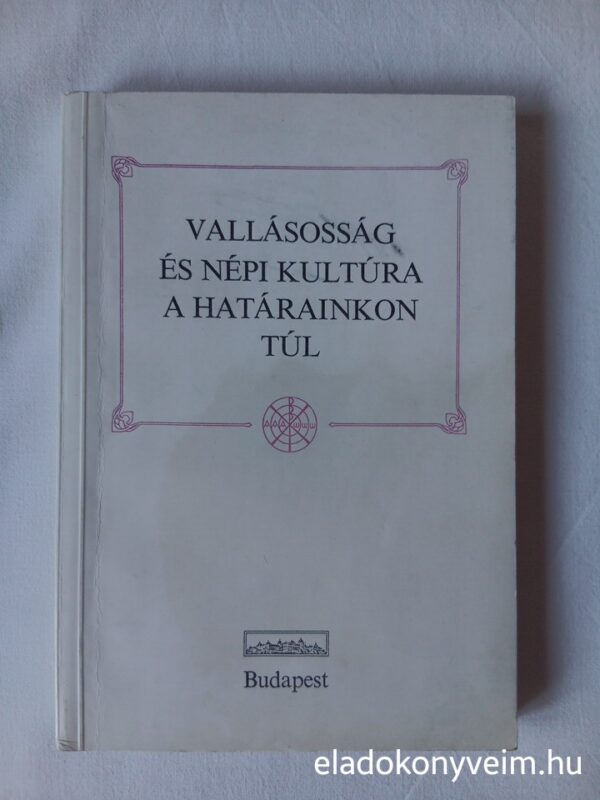 VALLÁSOSSÁG
ÉS NÉPI KULTÚRA
A HATÁRAINKON
TÚL
Budapest
eladokonyveim.hu